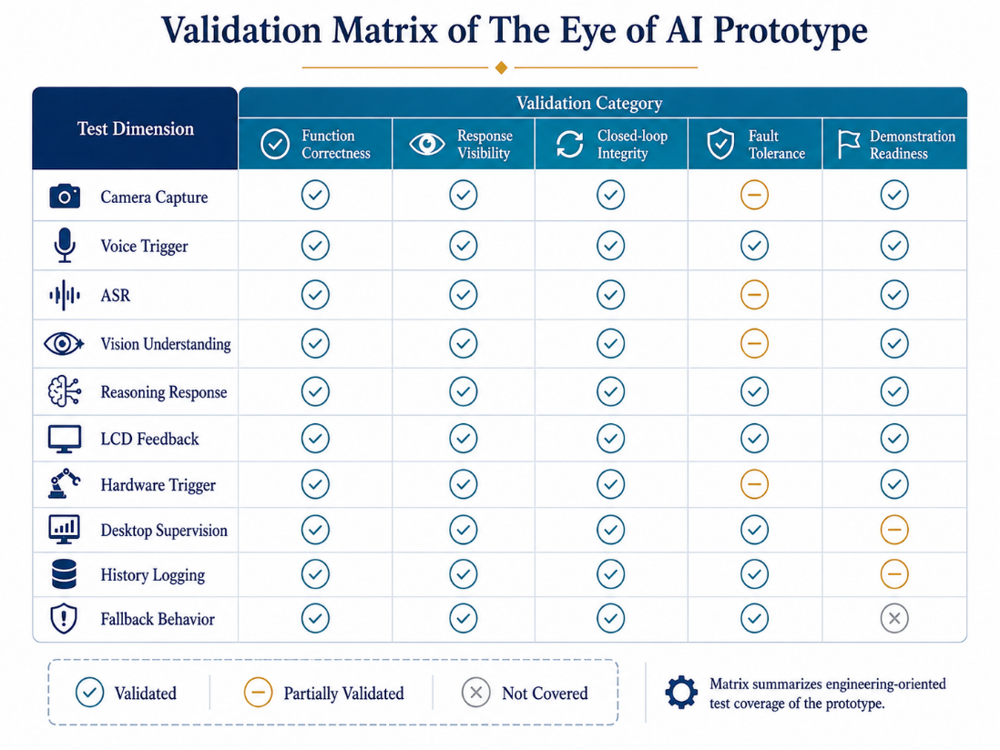 Validation Matrix of The Eye of AI Prototype
Test Dimension
Validation Category
Function
Correctness
Response
Visibility
Closed-loop
Integrity
Fault
Tolerance
Demonstration
Readiness
Camera Capture
Voice Trigger
ASR
Vision Understanding
Reasoning Response
LCD Feedback
Hardware Trigger
Desktop Supervision
History Logging
Fallback Behavior
Validated
Partially Validated
Not Covered
Matrix summarizes engineering-oriented
test coverage of the prototype.